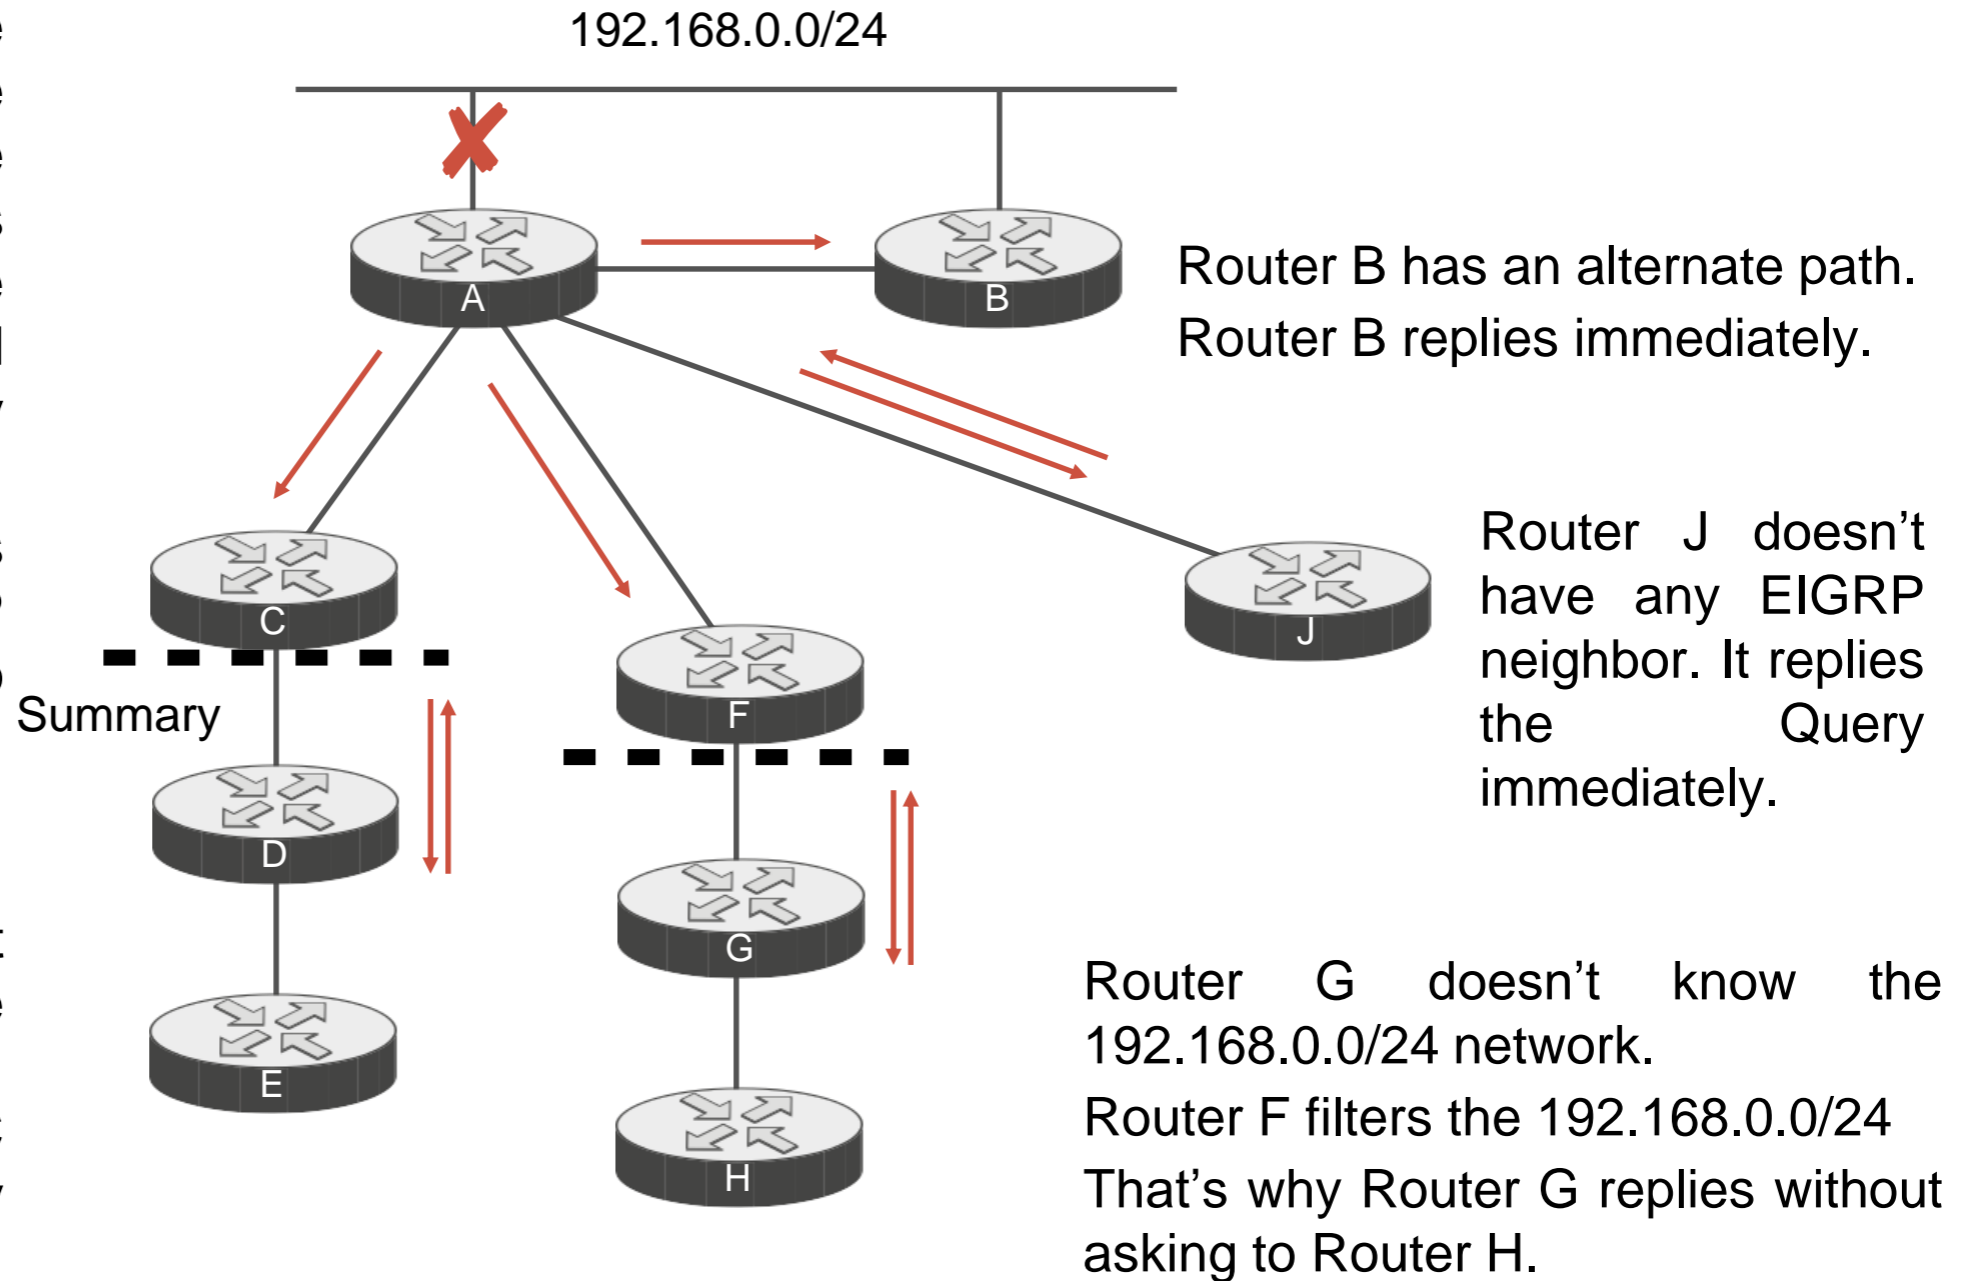 192.168.0.0/24
A
B
Router B has an alternate path.
Router B replies immediately.
C
Summary
F
J
Router J doesn’t
have any EIGRP
neighbor. It replies
the Query
immediately.
D
G
E
H
Router G doesn’t know the
192.168.0.0/24 network.
Router F filters the 192.168.0.0/24
That’s why Router G replies without
asking to Router H.